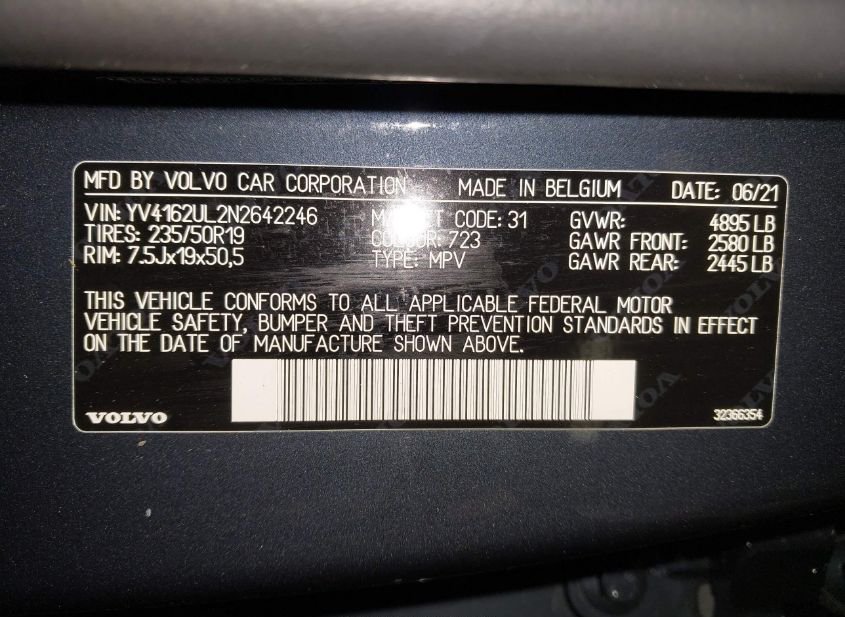 MFD BY VOLVO CAR CORPORATION MADE IN BELGIUM DATE: 06/21
VIN: YV4162UL2N2642246 CODE: 31 GVWR: 4895 LB
TIRES: 235/50R19 723 GAWR FRONT: 2580 LB
RIM: 7.5Jx19x50,5 TYPE: MPV GAWR REAR: 2445 LB
THIS VEHICLE CONFORMS TO ALL APPLICABLE FEDERAL MOTOR
VEHICLE SAFETY, BUMPER AND THEFT PREVENTION STANDARDS IN EFFECT
ON THE DATE OF MANUFACTURE SHOWN ABOVE.
VOLVO 32366354